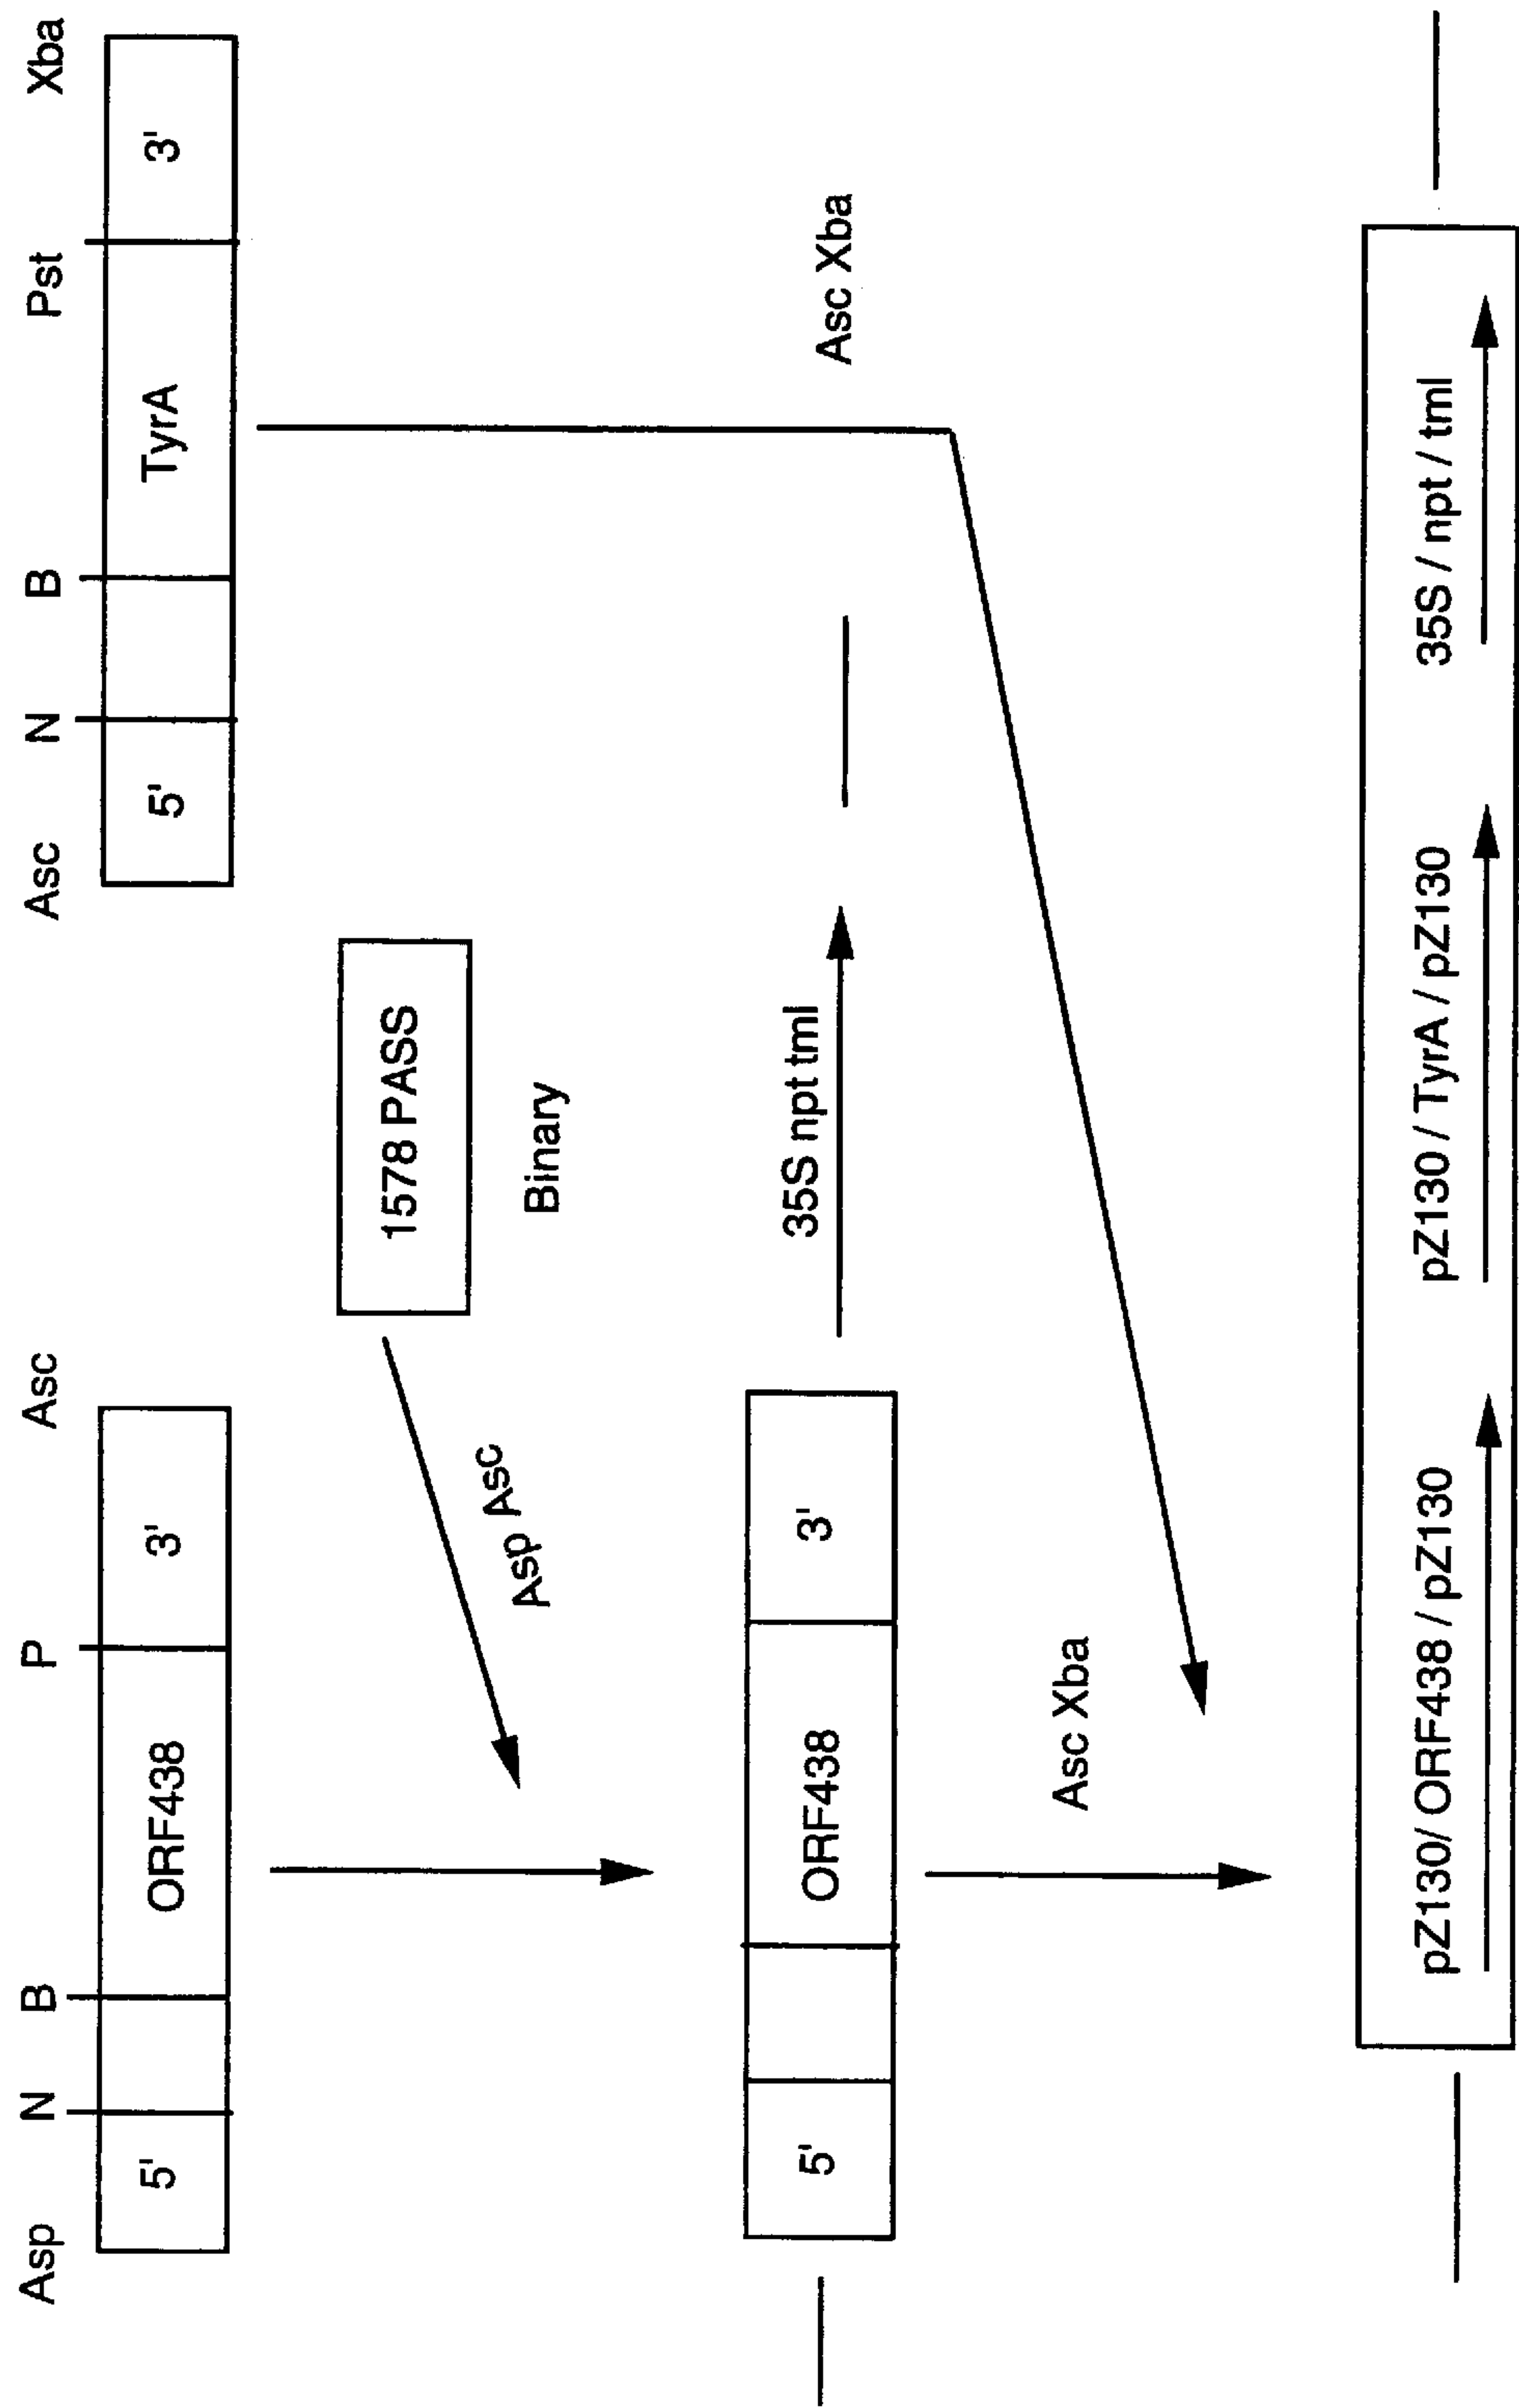 Asp N B P Asc
5' ORF438 3'
Asc N B Pst Xba
5' TyrA 3'
1578 PASS
Binary
Asp Asc
5' ORF438 3'
35S npt tml
Asc Xba
Asc Xba
pZ130/ ORF438 / pZ130 pZ130 / TyrA / pZ130 35S / npt / tml